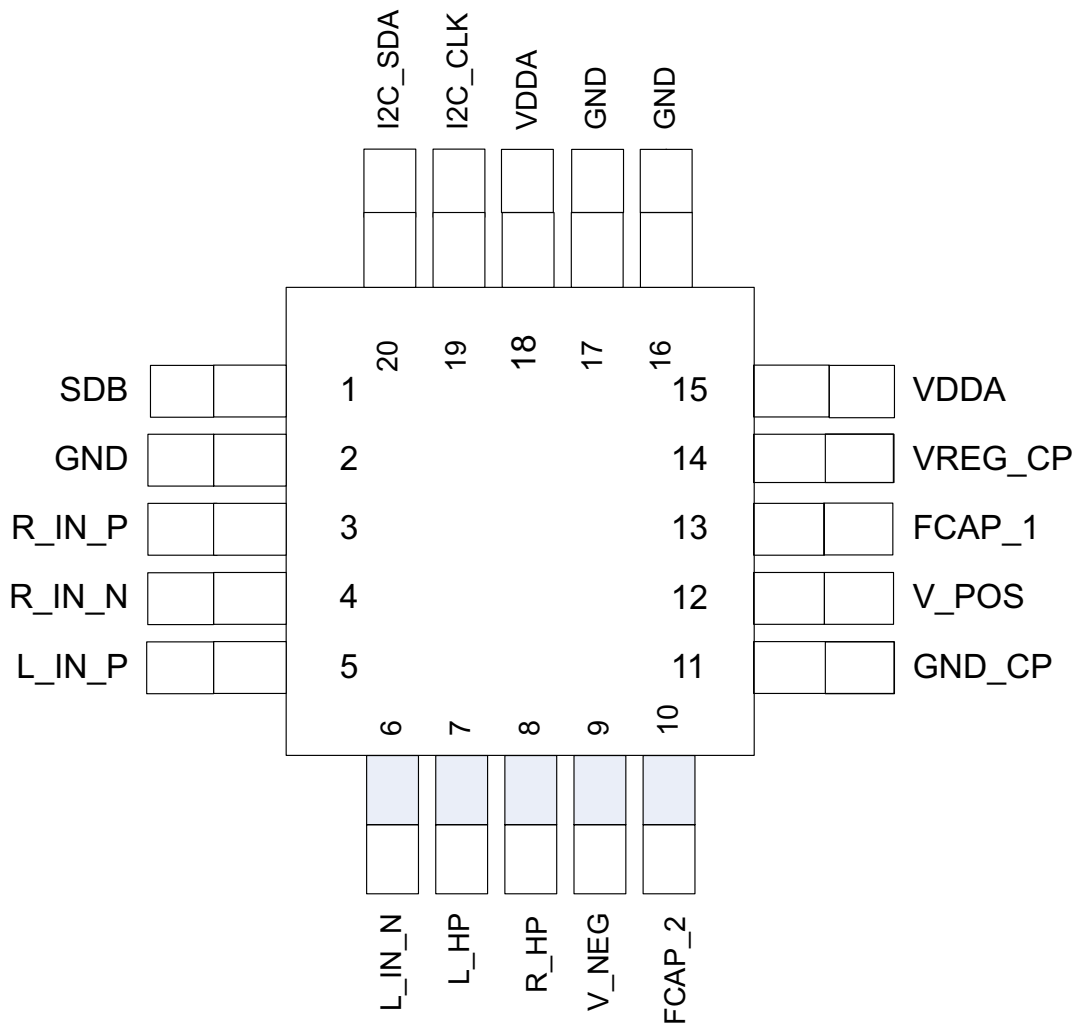 I2C_SDA
I2C_CLK
VDDA
GND
GND
20
19
18
17
16
SDB
1
15
VDDA
GND
2
14
VREG_CP
R_IN_P
3
13
FCAP_1
R_IN_N
4
12
V_POS
L_IN_P
5
11
GND_CP
6
7
8
9
10
L_IN_N
L_HP
R_HP
V_NEG
FCAP_2